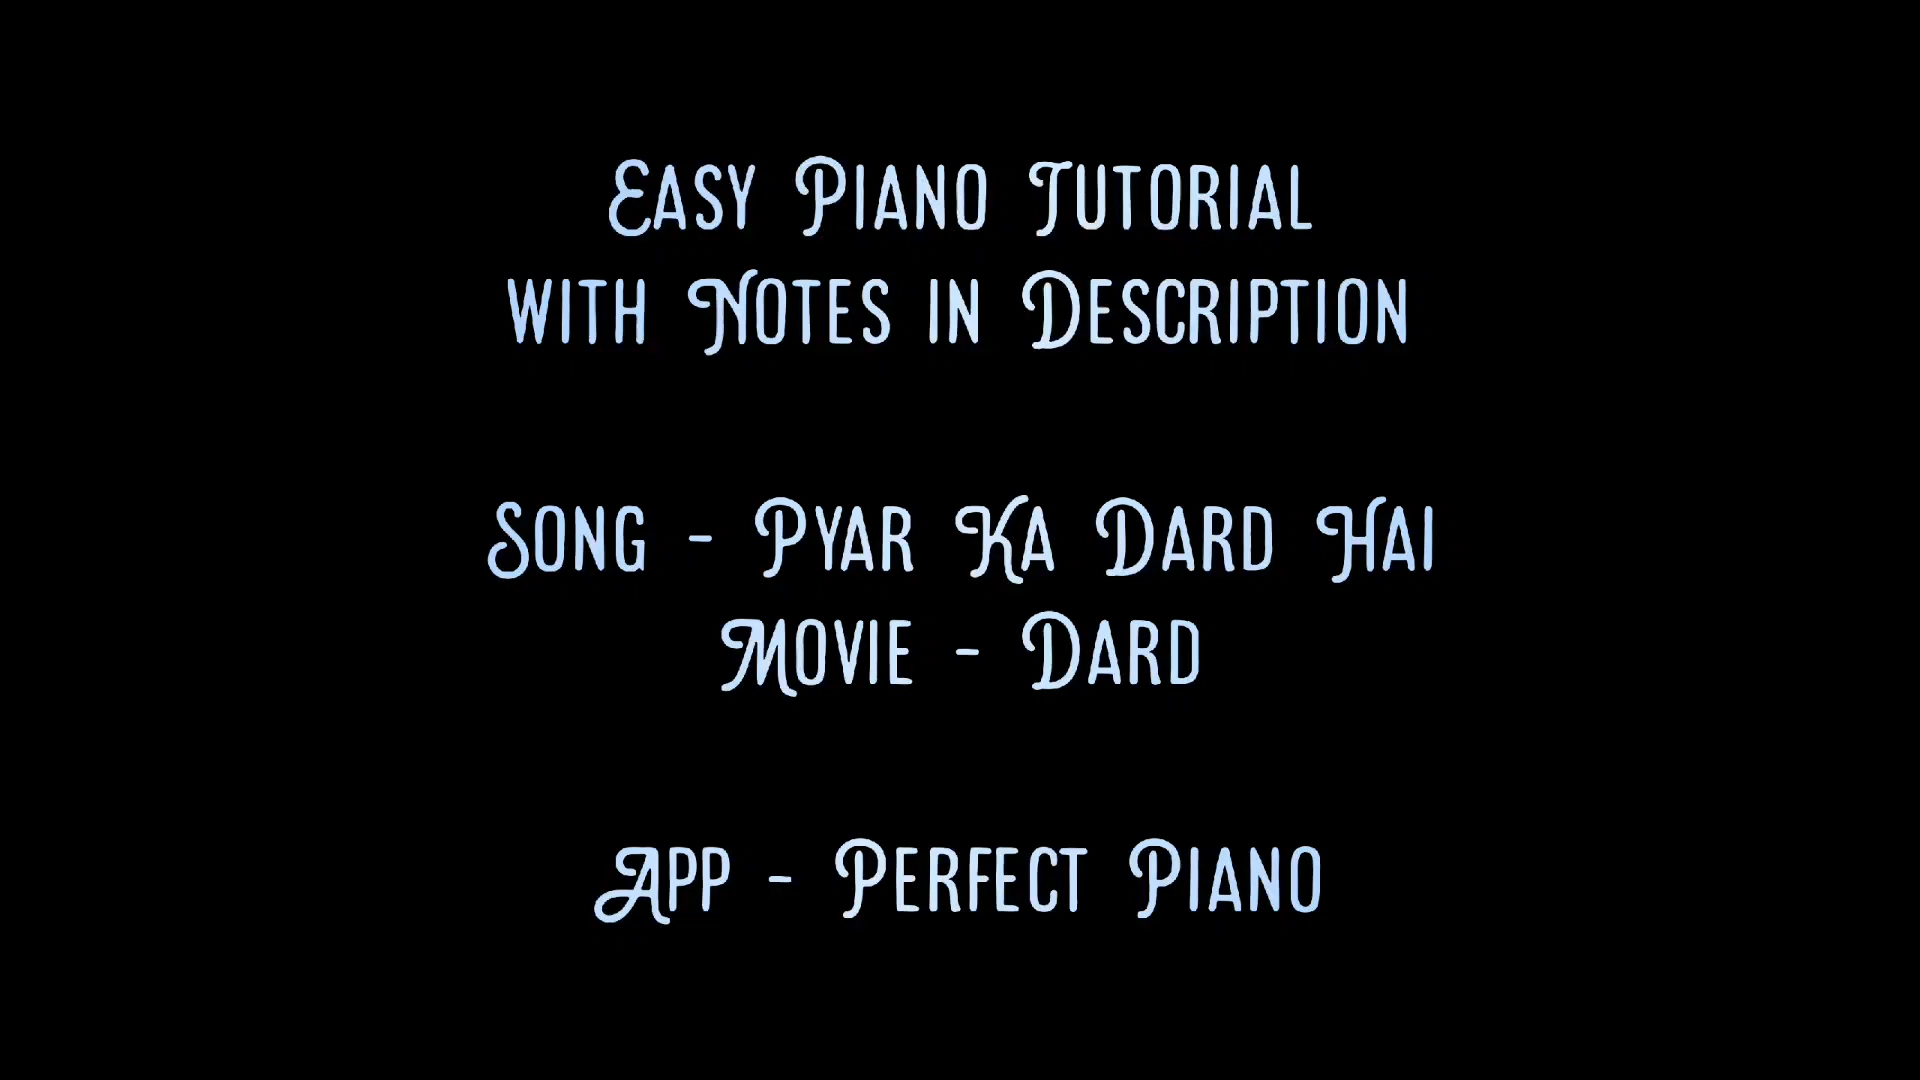 Easy Piano Tutorial
with Notes in Description
Song - Pyar Ka Dard Hai
Movie - Dard
App - Perfect Piano